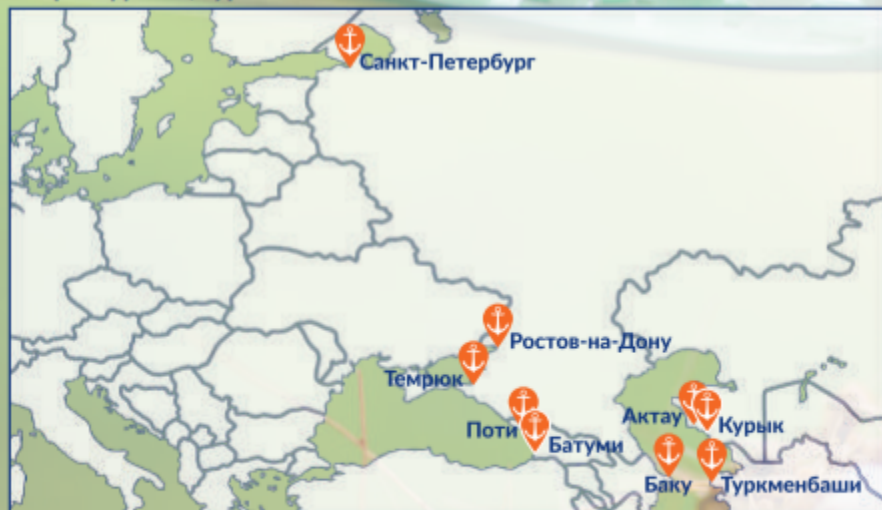 Санкт-Петербург
Ростов-на-Дону
Темрюк
Поти
Батуми
Актау
Курык
Баку
Туркменбаши